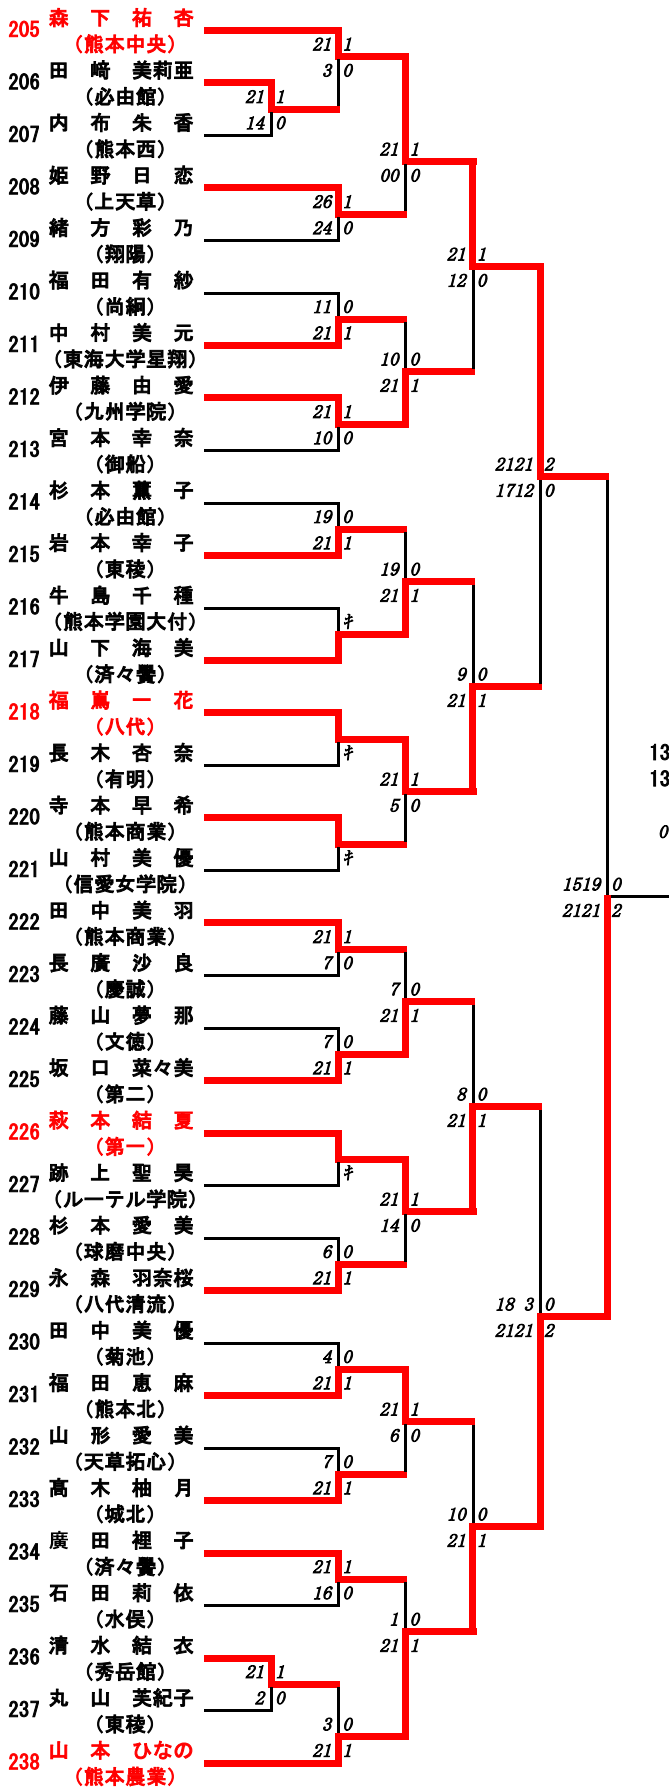 205 森 下 祐 杏
(熊本中央)
21 1
3 0
206 田 﨑 美莉亜
(必由館)
21 1
14 0
207 内 布 朱 香
(熊本西)
21 1
00 0
208 姫 野 日 恋
(上天草)
26 1
24 0
209 緒 方 彩 乃
(翔陽)
21 1
12 0
210 福 田 有 紗
(尚絅)
11 0
21 1
211 中 村 美 元
(東海大学星翔)
10 0
21 1
212 伊 藤 由 愛
(九州学院)
21 1
10 0
213 宮 本 幸 奈
(御船)
2121 2
1712 0
214 杉 本 薫 子
(必由館)
19 0
21 1
215 岩 本 幸 子
(東稜)
19 0
21 1
216 牛 島 千 種
(熊本学園大付)
キ
217 山 下 海 美
(済々黌)
9 0
21 1
218 福 嶌 一 花
(八代)
219 長 木 杏 奈
(有明)
キ
13
13
21 1
5 0
220 寺 本 早 希
(熊本商業)
0
221 山 村 美 優
(信愛女学院)
キ
1519 0
2121 2
222 田 中 美 羽
(熊本商業)
21 1
7 0
223 長 廣 沙 良
(慶誠)
7 0
21 1
224 藤 山 夢 那
(文徳)
7 0
21 1
225 坂 口 菜々美
(第二)
8 0
21 1
226 萩 本 結 夏
(第一)
227 跡 上 聖 昊
(ルーテル学院)
キ
21 1
14 0
228 杉 本 愛 美
(球磨中央)
6 0
21 1
229 永 森 羽奈桜
(八代清流)
18 3 0
2121 2
230 田 中 美 優
(菊池)
4 0
21 1
231 福 田 恵 麻
(熊本北)
21 1
6 0
232 山 形 愛 美
(天草拓心)
7 0
21 1
233 髙 木 柚 月
(城北)
10 0
21 1
234 廣 田 裡 子
(済々黌)
21 1
16 0
235 石 田 莉 依
(水俣)
1 0
21 1
236 清 水 結 衣
(秀岳館)
21 1
2 0
237 丸 山 芙紀子
(東稜)
3 0
21 1
238 山 本 ひなの
(熊本農業)